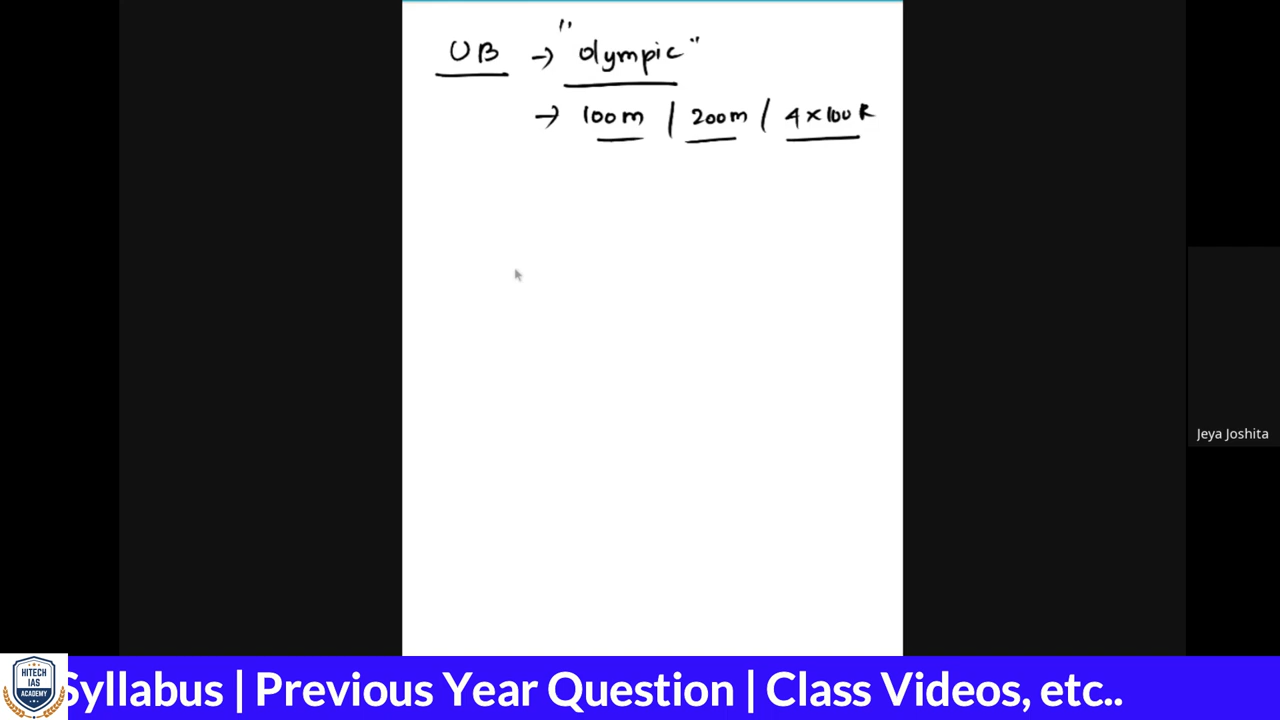 UB → "Olympic"
→ 100m / 200m / 4×100R
Jeya Joshita
HITECH
IAS
ACADEMY
Syllabus | Previous Year Question | Class Videos, etc..